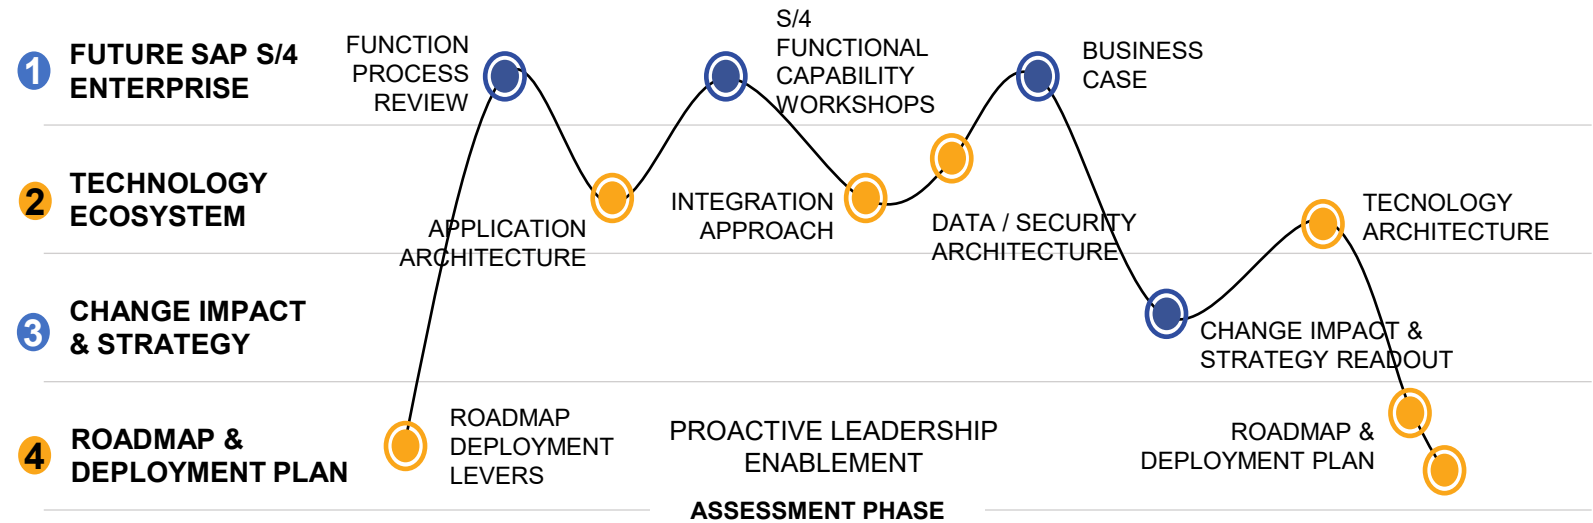 1
FUTURE SAP S/4
ENTERPRISE
FUNCTION
PROCESS
REVIEW
S/4
FUNCTIONAL
CAPABILITY
WORKSHOPS
BUSINESS
CASE
2
TECHNOLOGY
ECOSYSTEM
APPLICATION
ARCHITECTURE
INTEGRATION
APPROACH
DATA / SECURITY
ARCHITECTURE
TECNOLOGY
ARCHITECTURE
3
CHANGE IMPACT
& STRATEGY
CHANGE IMPACT &
STRATEGY READOUT
4
ROADMAP &
DEPLOYMENT PLAN
ROADMAP
DEPLOYMENT
LEVERS
PROACTIVE LEADERSHIP
ENABLEMENT
ROADMAP &
DEPLOYMENT PLAN
ASSESSMENT PHASE